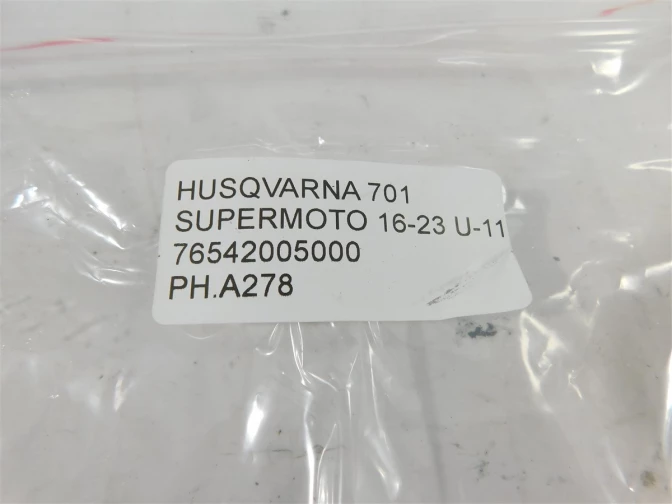 HUSQVARNA 701
SUPERMOTO 16-23 U-11
76542005000
PH.A278